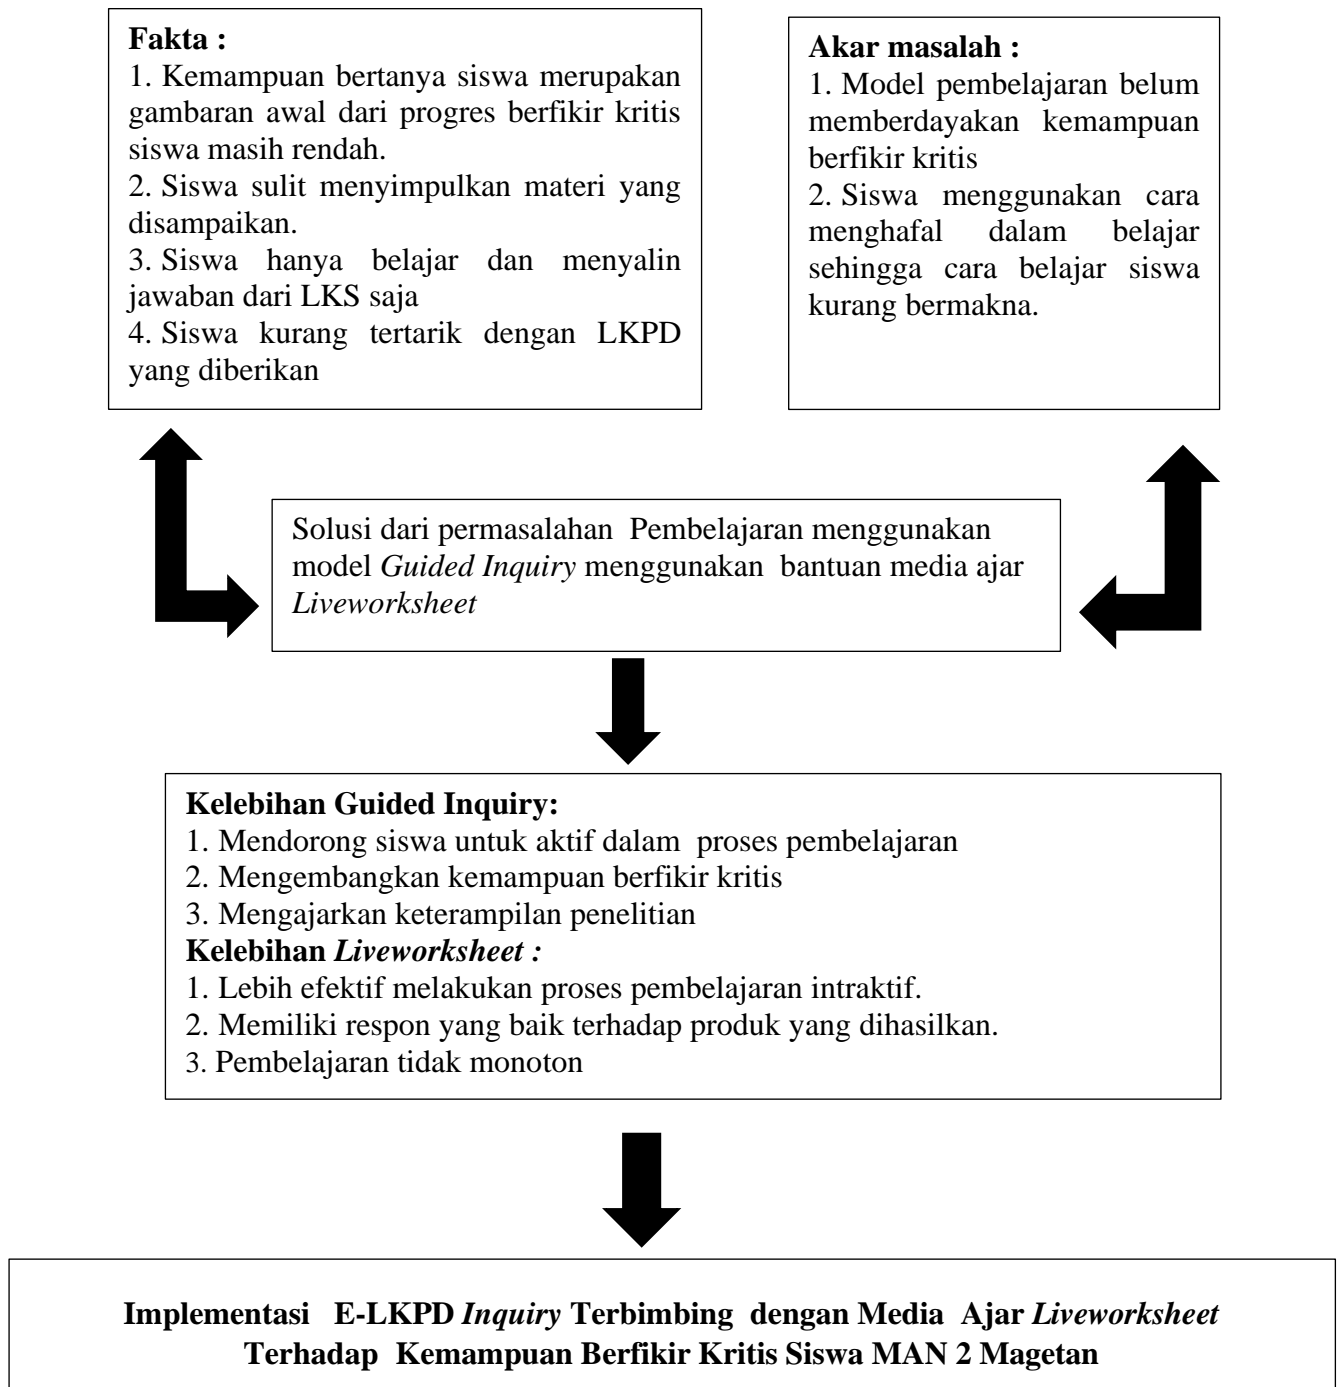 Fakta :
1. Kemampuan bertanya siswa merupakan
gambaran awal dari progres berfikir kritis
siswa masih rendah.
2. Siswa sulit menyimpulkan materi yang
disampaikan.
3. Siswa hanya belajar dan menyalin
jawaban dari LKS saja
4. Siswa kurang tertarik dengan LKPD
yang diberikan
Akar masalah :
1. Model pembelajaran belum
memberdayakan kemampuan
berfikir kritis
2. Siswa menggunakan cara
menghafal dalam belajar
sehingga cara belajar siswa
kurang bermakna.
Solusi dari permasalahan Pembelajaran menggunakan
model Guided Inquiry menggunakan bantuan media ajar
Liveworksheet
Kelebihan Guided Inquiry:
1. Mendorong siswa untuk aktif dalam proses pembelajaran
2. Mengembangkan kemampuan berfikir kritis
3. Mengajarkan keterampilan penelitian
Kelebihan Liveworksheet :
1. Lebih efektif melakukan proses pembelajaran intraktif.
2. Memiliki respon yang baik terhadap produk yang dihasilkan.
3. Pembelajaran tidak monoton
Implementasi E-LKPD Inquiry Terbimbing dengan Media Ajar Liveworksheet
Terhadap Kemampuan Berfikir Kritis Siswa MAN 2 Magetan